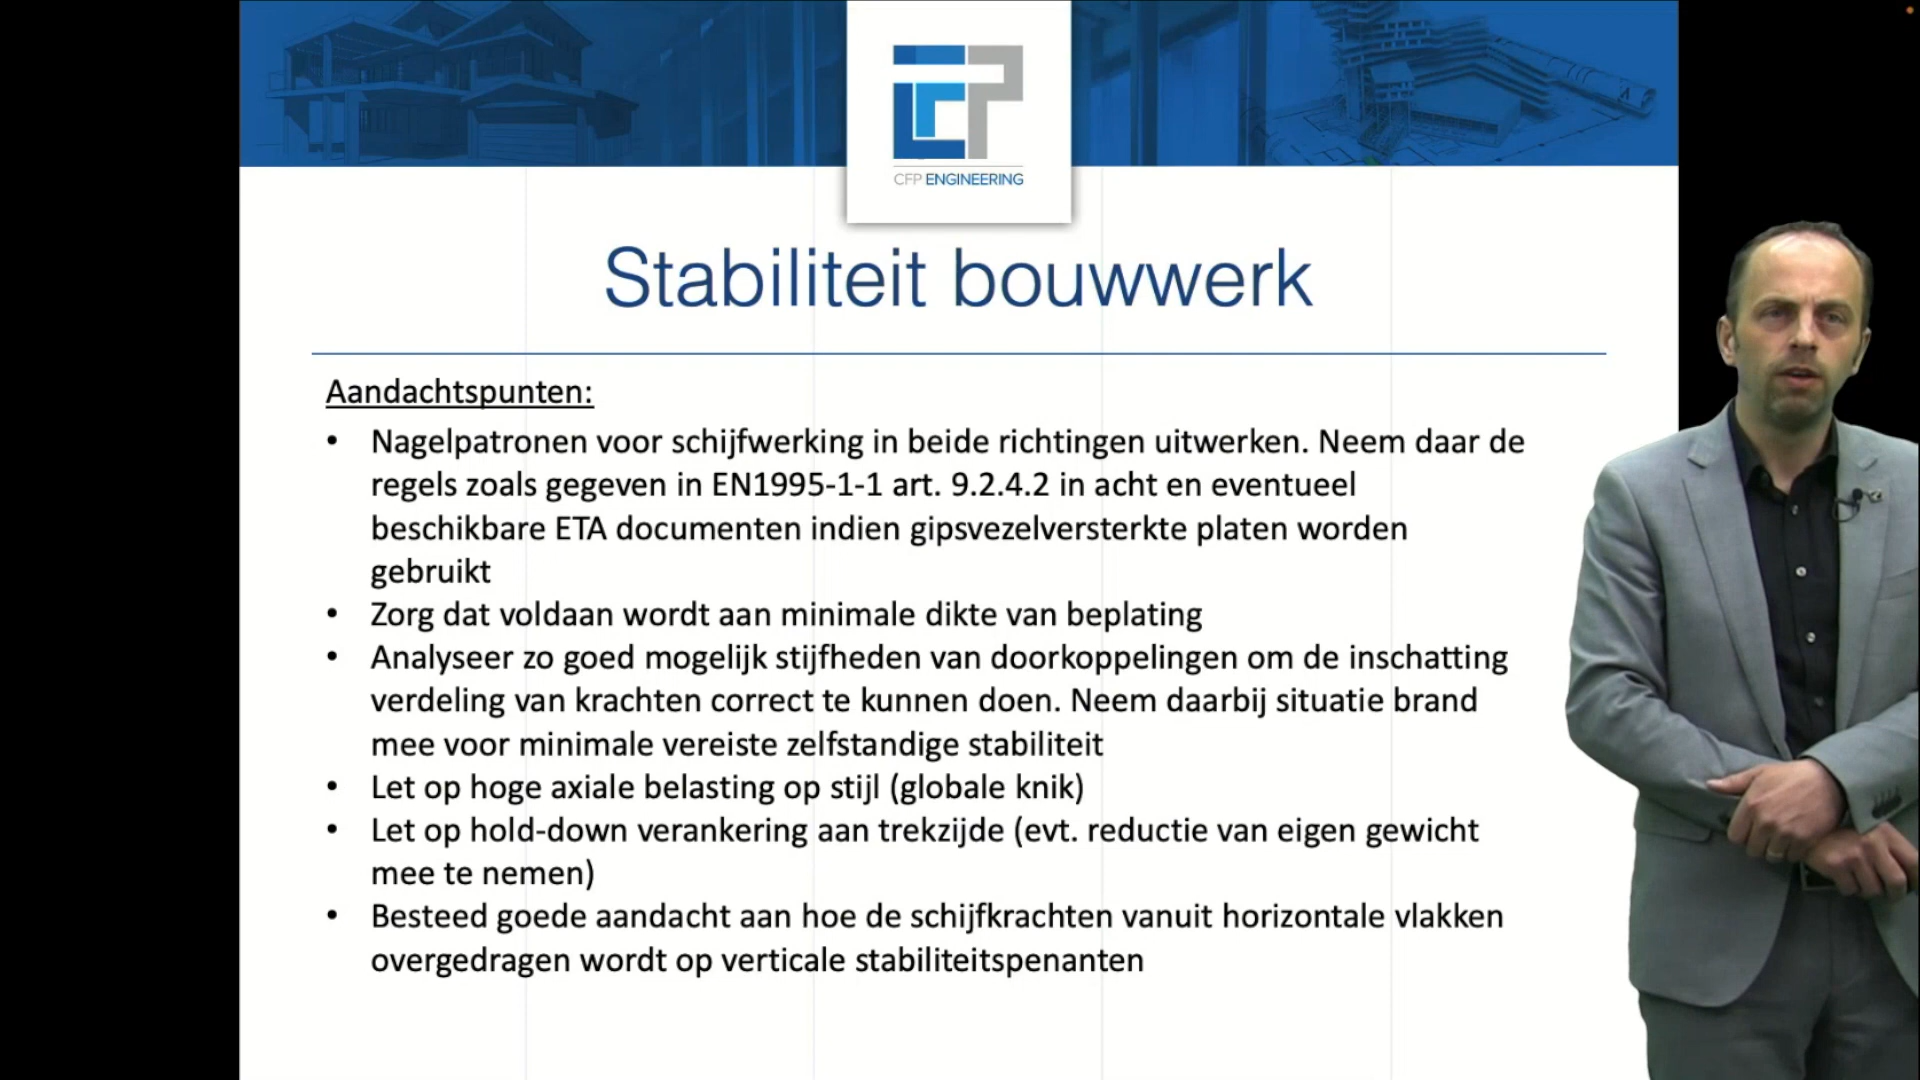 CFP ENGINEERING
Stabiliteit bouwwerk
Aandachtspunten:
• Nagelpatronen voor schijfwerking in beide richtingen uitwerken. Neem daar de
regels zoals gegeven in EN1995-1-1 art. 9.2.4.2 in acht en eventueel
beschikbare ETA documenten indien gipsvezelversterkte platen worden
gebruikt
• Zorg dat voldaan wordt aan minimale dikte van beplating
• Analyseer zo goed mogelijk stijfheden van doorkoppelingen om de inschatting
verdeling van krachten correct te kunnen doen. Neem daarbij situatie brand
mee voor minimale vereiste zelfstandige stabiliteit
• Let op hoge axiale belasting op stijl (globale knik)
• Let op hold-down verankering aan trekzijde (evt. reductie van eigen gewicht
mee te nemen)
• Besteed goede aandacht aan hoe de schijfkrachten vanuit horizontale vlakken
overgedragen wordt op verticale stabiliteitspenanten